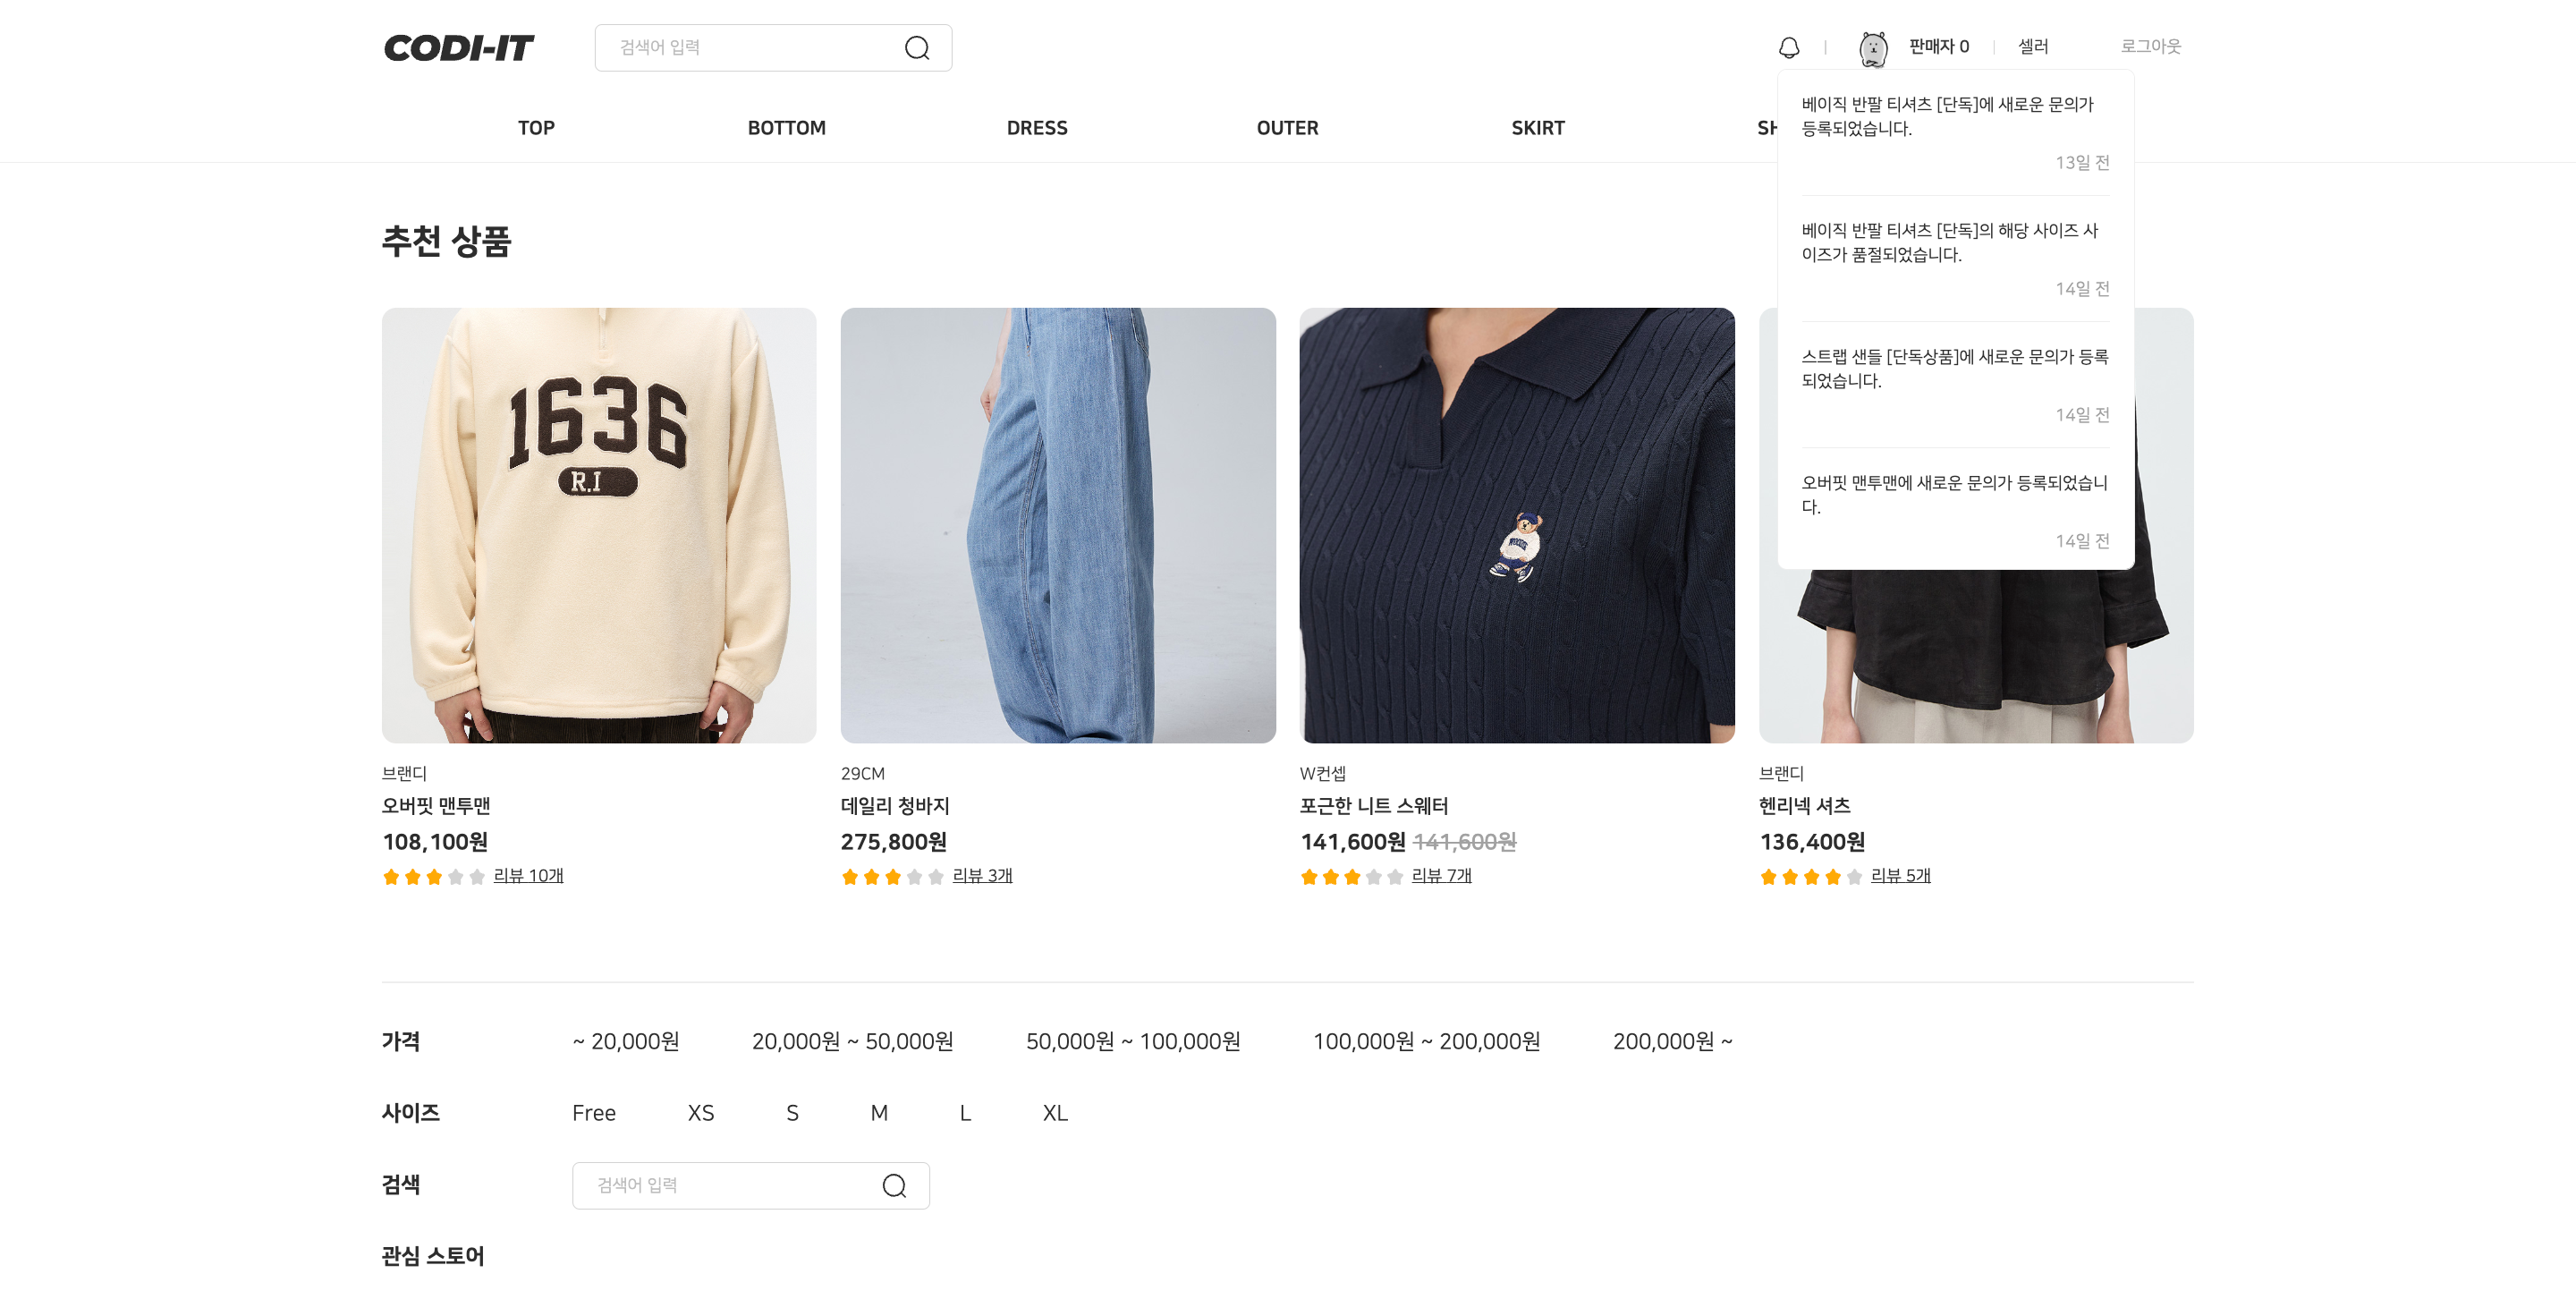 CODI-IT
검색어 입력
판매자 0
셀러
로그아웃
TOP
BOTTOM
DRESS
OUTER
SKIRT
SH
베이직 반팔 티셔츠 [단독]에 새로운 문의가
등록되었습니다.
13일 전
베이직 반팔 티셔츠 [단독]의 해당 사이즈 사
이즈가 품절되었습니다.
14일 전
스트랩 샌들 [단독상품]에 새로운 문의가 등록
되었습니다.
14일 전
오버핏 맨투맨에 새로운 문의가 등록되었습니
다.
14일 전
추천 상품
1636
R.I
브랜디
오버핏 맨투맨
108,100원
리뷰 10개
29CM
데일리 청바지
275,800원
리뷰 3개
W컨셉
포근한 니트 스웨터
141,600원 141,600원
리뷰 7개
브랜디
헨리넥 셔츠
136,400원
리뷰 5개
가격
~ 20,000원
20,000원 ~ 50,000원
50,000원 ~ 100,000원
100,000원 ~ 200,000원
200,000원 ~
사이즈
Free
XS
S
M
L
XL
검색
검색어 입력
관심 스토어